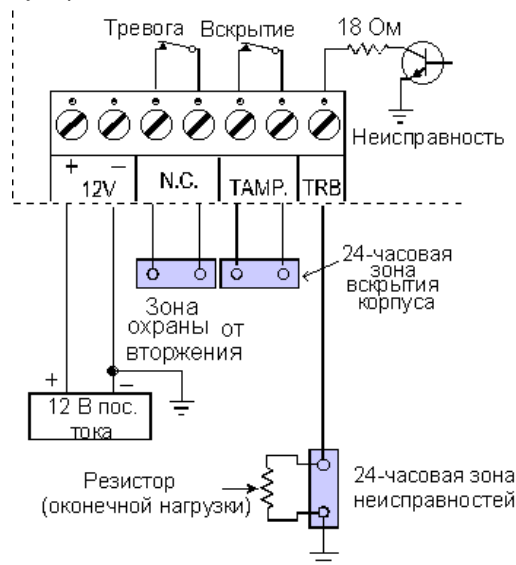 Тревога Вскрытие 18 Ом
Неисправность
+ – N.C. TAMP. TRB
12V
24-часовая
зона
вскрытия
корпуса
Зона
охраны от
вторжения
+ –
12 В пос.
тока
Резистор
(оконечной нагрузки)
24-часовая зона
неисправностей